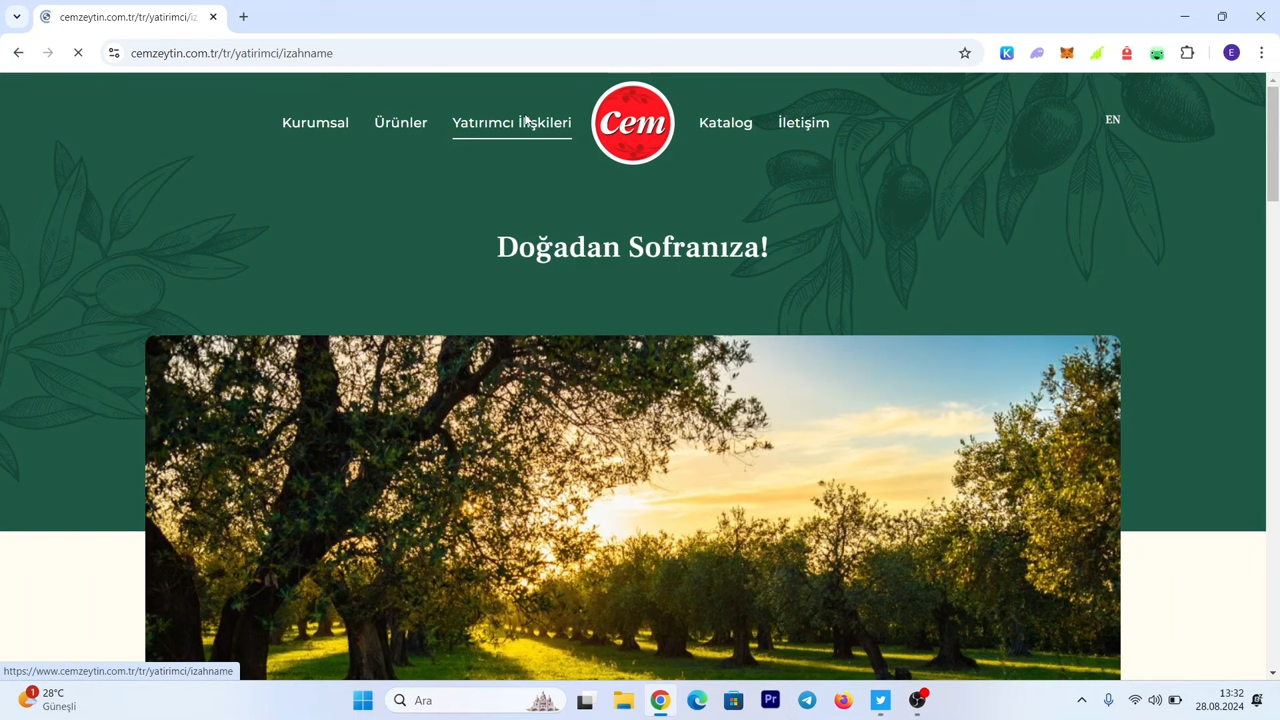 cemzeytin.com.tr/tr/yatirimci/iz
cemzeytin.com.tr/tr/yatirimci/izahname
E
Kurumsal
Ürünler
Yatırımcı İlişkileri
Cem
Katalog
İletişim
EN
Doğadan Sofranıza!
https://www.cemzeytin.com.tr/tr/yatirimci/izahname
1
28°C
Güneşli
Ara
Pr
13:32
28.08.2024